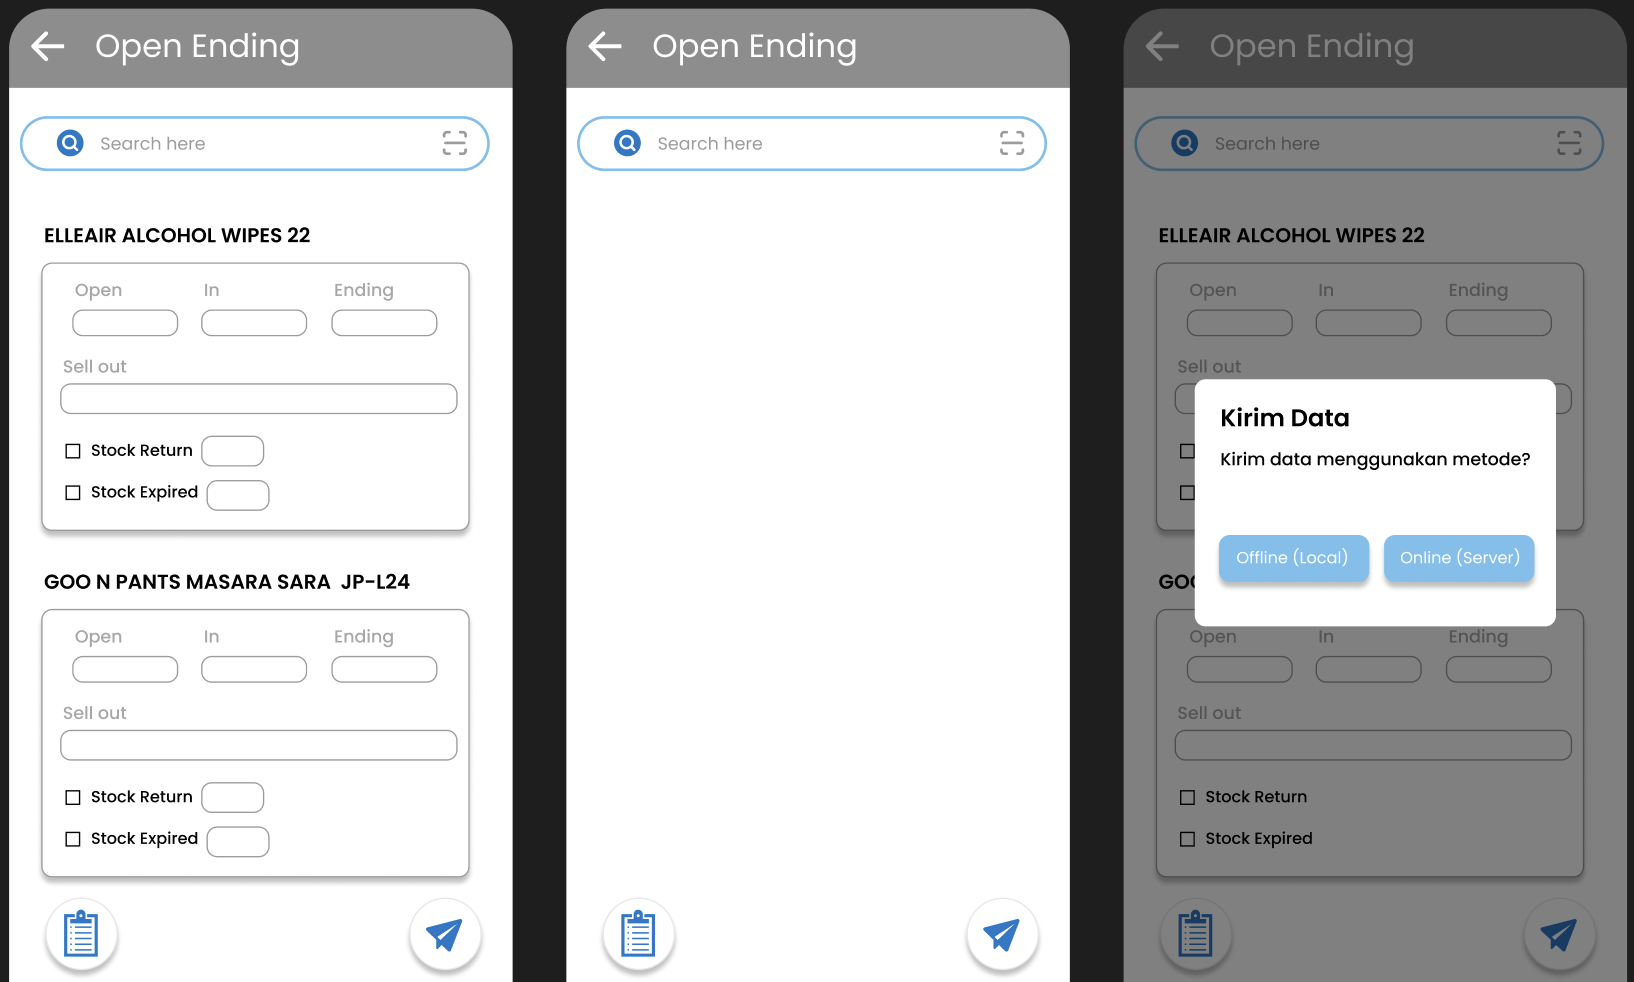 Open Ending
Search here
ELLEAIR ALCOHOL WIPES 22
Open In Ending
Sell out
Stock Return
Stock Expired
GOO N PANTS MASARA SARA JP-L24
Open In Ending
Sell out
Stock Return
Stock Expired
Open Ending
Search here
Open Ending
Search here
ELLEAIR ALCOHOL WIPES 22
Open In Ending
Sell out
Kirim Data
Kirim data menggunakan metode?
Offline (Local) Online (Server)
GOO
Open In Ending
Sell out
Stock Return
Stock Expired